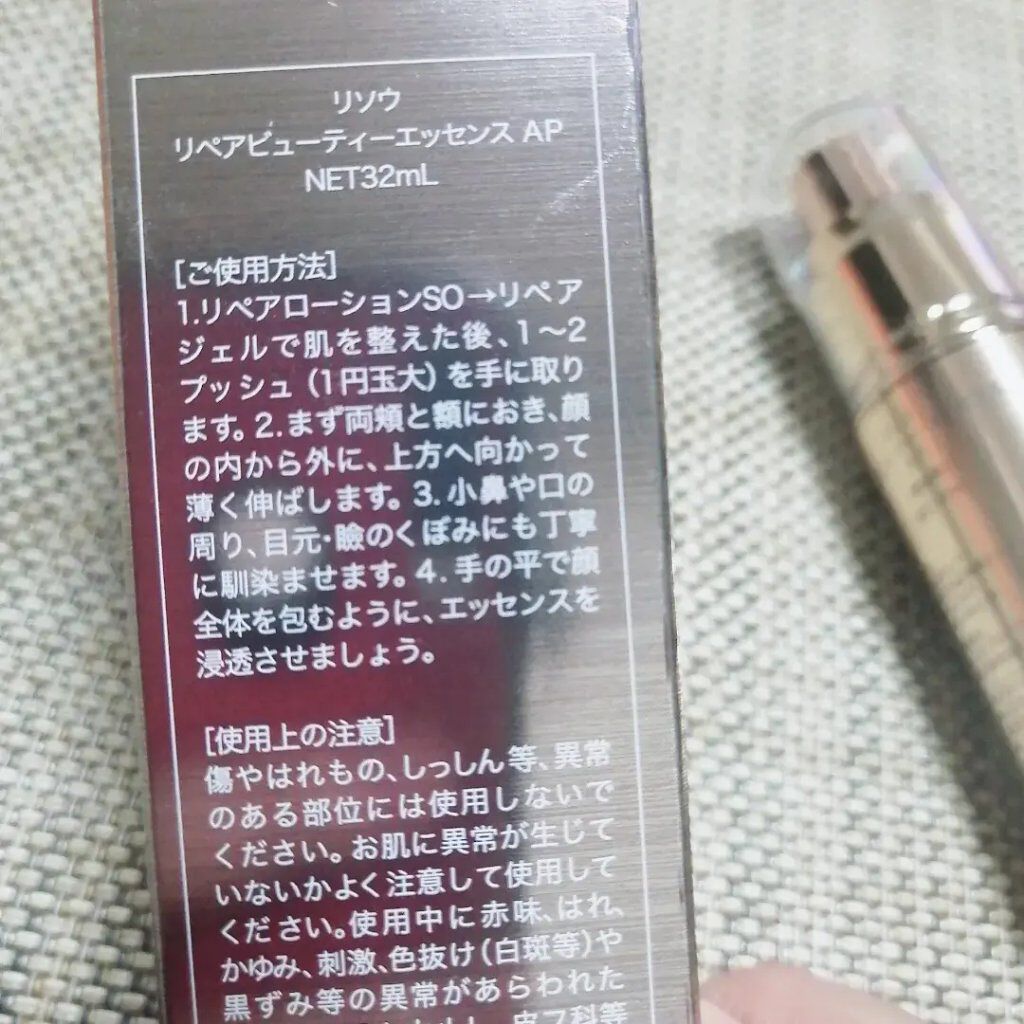 リソウ
リペアビューティーエッセンス AP
NET32mL
[ご使用方法]
1.リペアローションSO→リペア
ジェルで肌を整えた後、1〜2
プッシュ（1円玉大）を手に取り
ます。2.まず両頬と額におき、顔
の内から外に、上方へ向かって
薄く伸ばします。3.小鼻や口の
周り、目元・瞼のくぼみにも丁寧
に馴染ませます。4.手の平で顔
全体を包むように、エッセンスを
浸透させましょう。
[使用上の注意]
傷やはれもの、しっしん等、異常
のある部位には使用しないで
ください。お肌に異常が生じて
いないかよく注意して使用して
ください。使用中に赤味、はれ、
かゆみ、刺激、色抜け（白斑等）や
黒ずみ等の異常があらわれた
皮フ科等